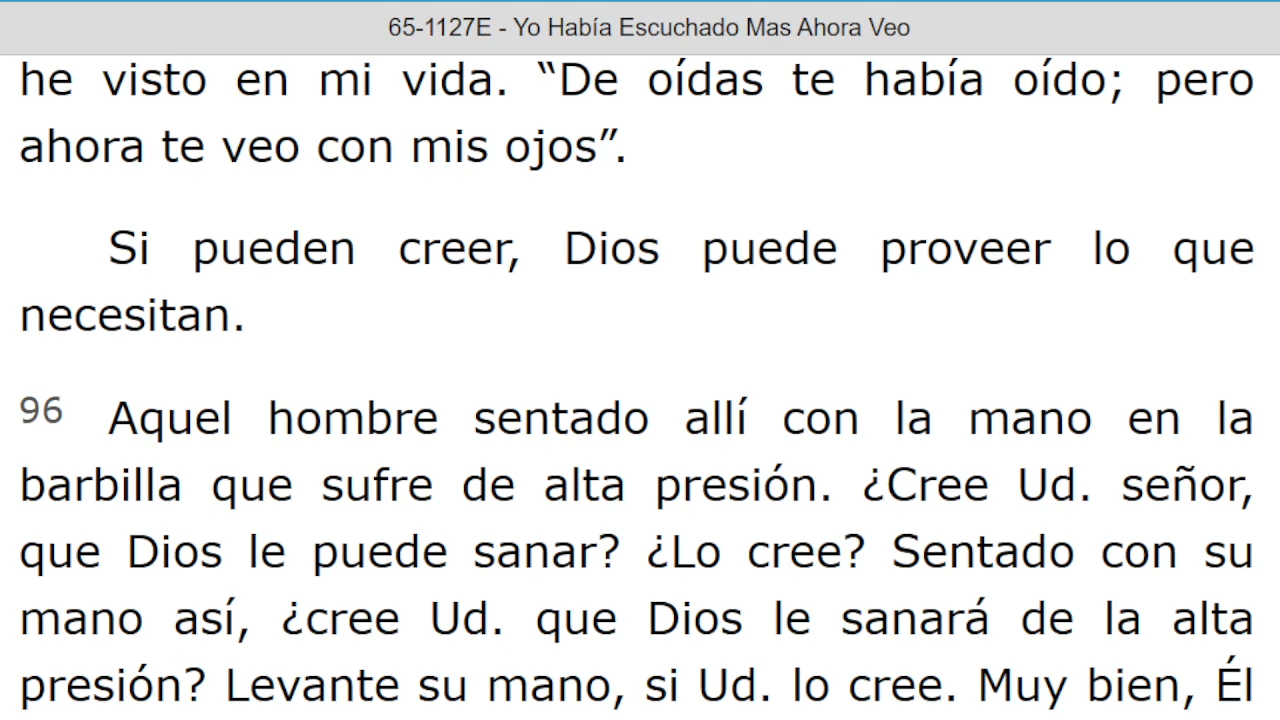 65-1127E - Yo Había Escuchado Mas Ahora Veo
he visto en mi vida. “De oídas te había oído; pero
ahora te veo con mis ojos”.
Si pueden creer, Dios puede proveer lo que
necesitan.
96 Aquel hombre sentado allí con la mano en la
barbilla que sufre de alta presión. ¿Cree Ud. señor,
que Dios le puede sanar? ¿Lo cree? Sentado con su
mano así, ¿cree Ud. que Dios le sanará de la alta
presión? Levante su mano, si Ud. lo cree. Muy bien, Él